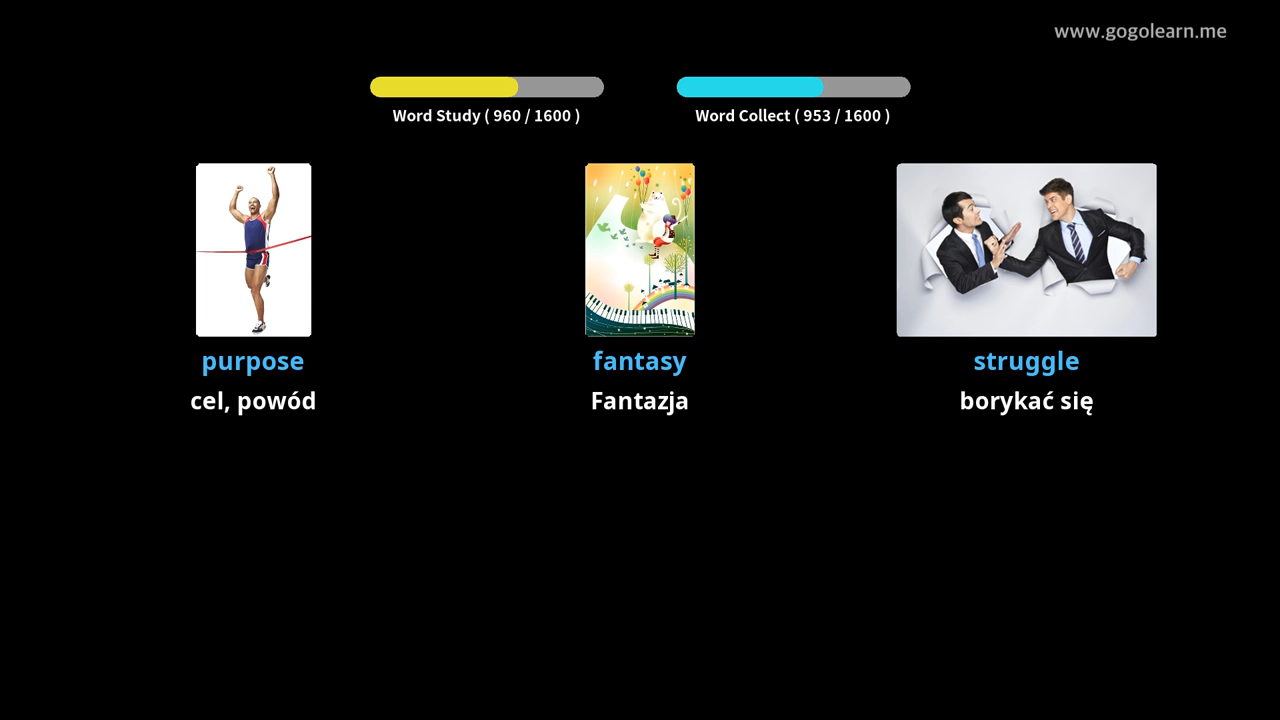 www.gogolearn.me
Word Study ( 960 / 1600 )
Word Collect ( 953 / 1600 )
purpose
cel, powód
fantasy
Fantazja
struggle
borykać się